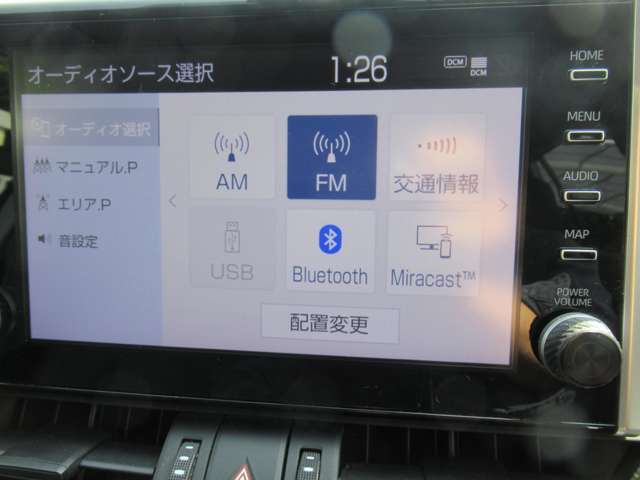 オーディオソース選択
1:26
DCM
DCM
オーディオ選択
マニュアル.P
エリア.P
音設定
AM
FM
交通情報
USB
Bluetooth
Miracast™
配置変更
HOME
MENU
AUDIO
MAP
POWER
VOLUME